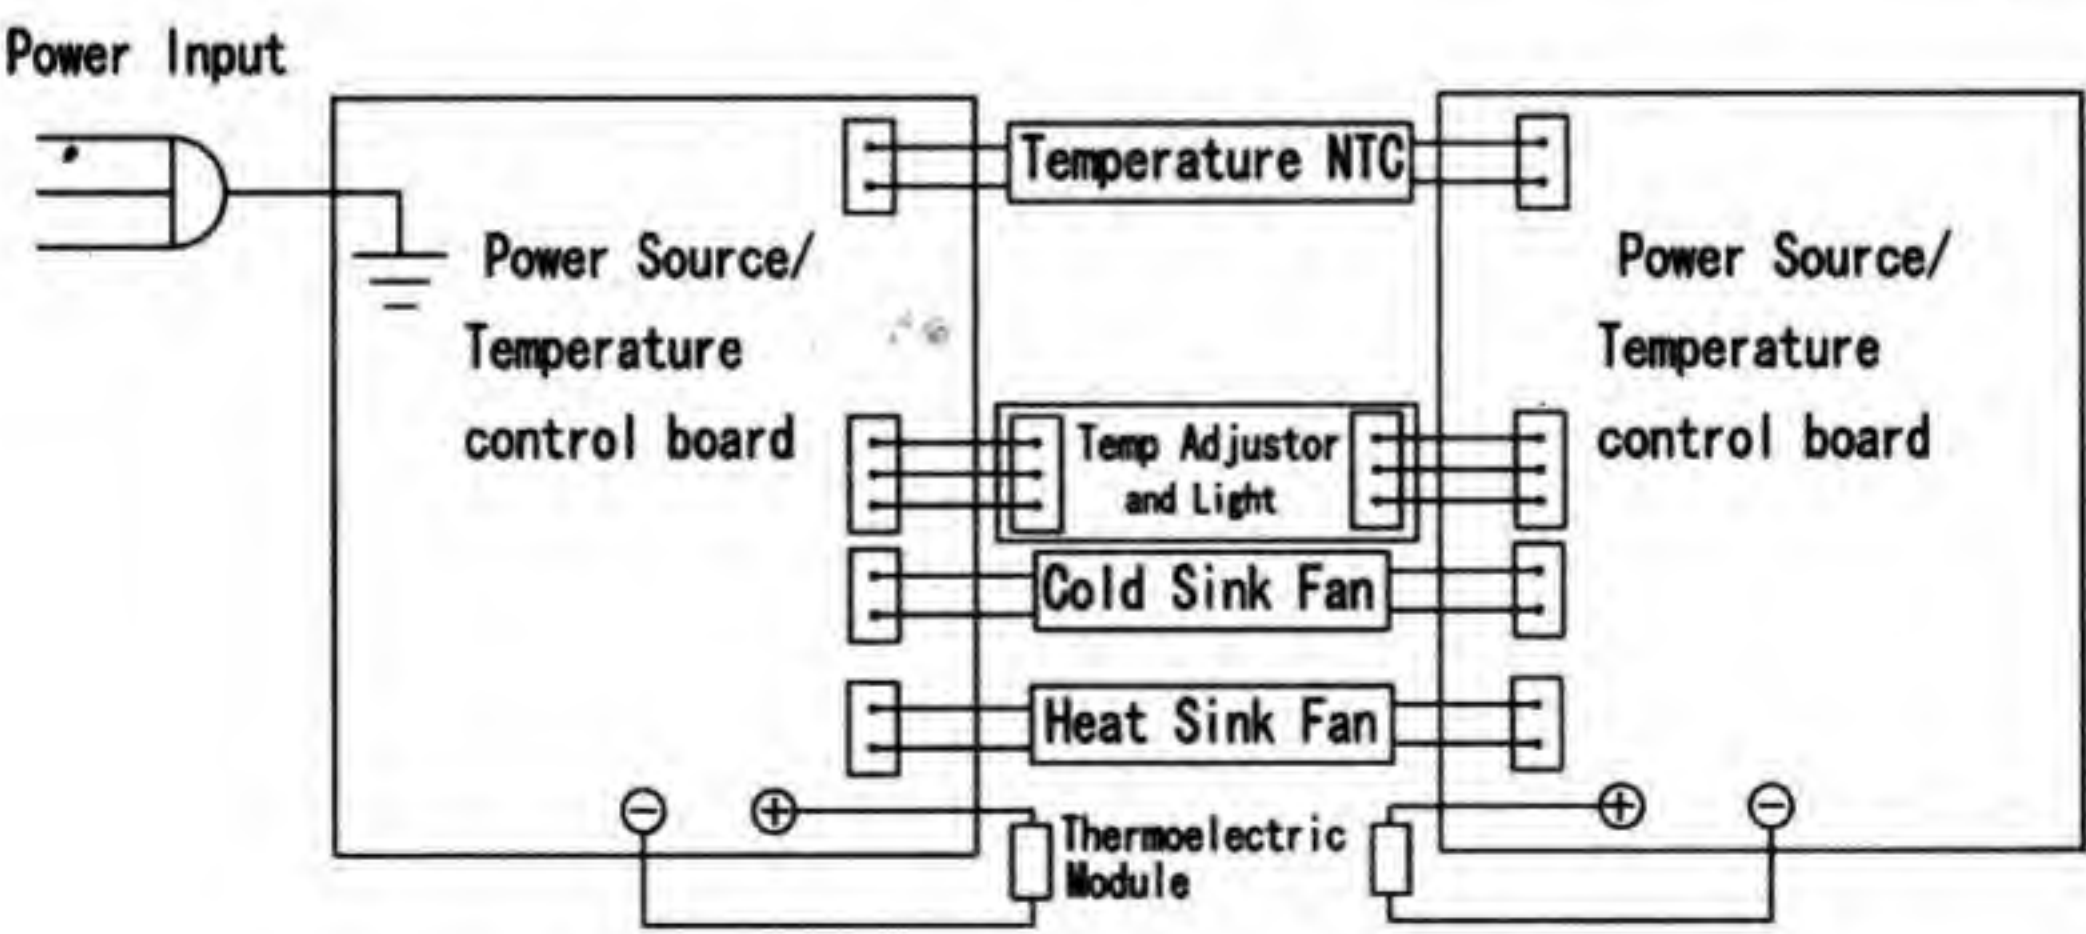 Power Input
Temperature NTC
Power Source/
Temperature
control board
Power Source/
Temperature
control board
Temp Adjustor
and Light
Cold Sink Fan
Heat Sink Fan
Thermoelectric
Module